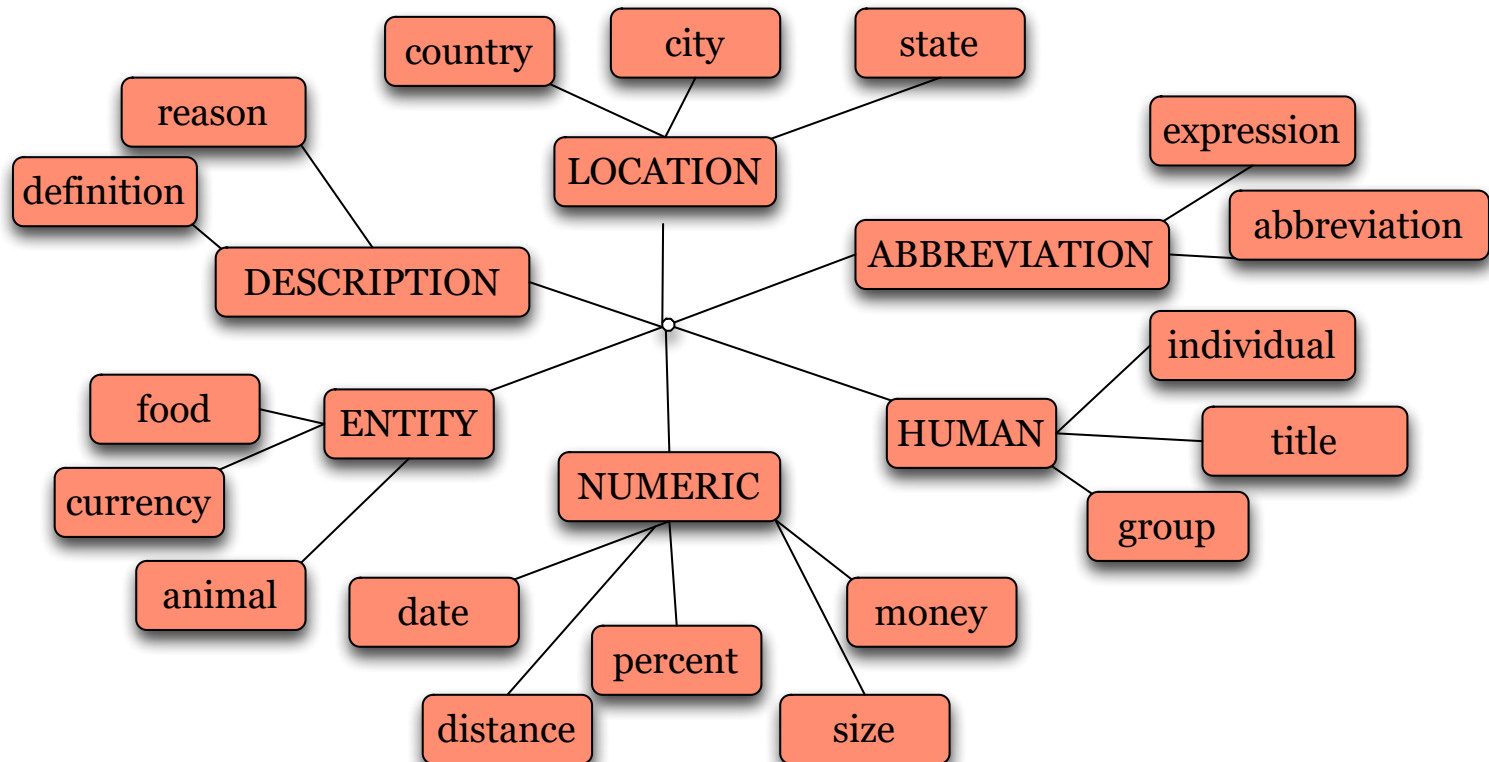 country
city
state
reason
expression
definition
LOCATION
abbreviation
ABBREVIATION
DESCRIPTION
individual
food
ENTITY
HUMAN
title
currency
NUMERIC
group
animal
date
money
percent
distance
size